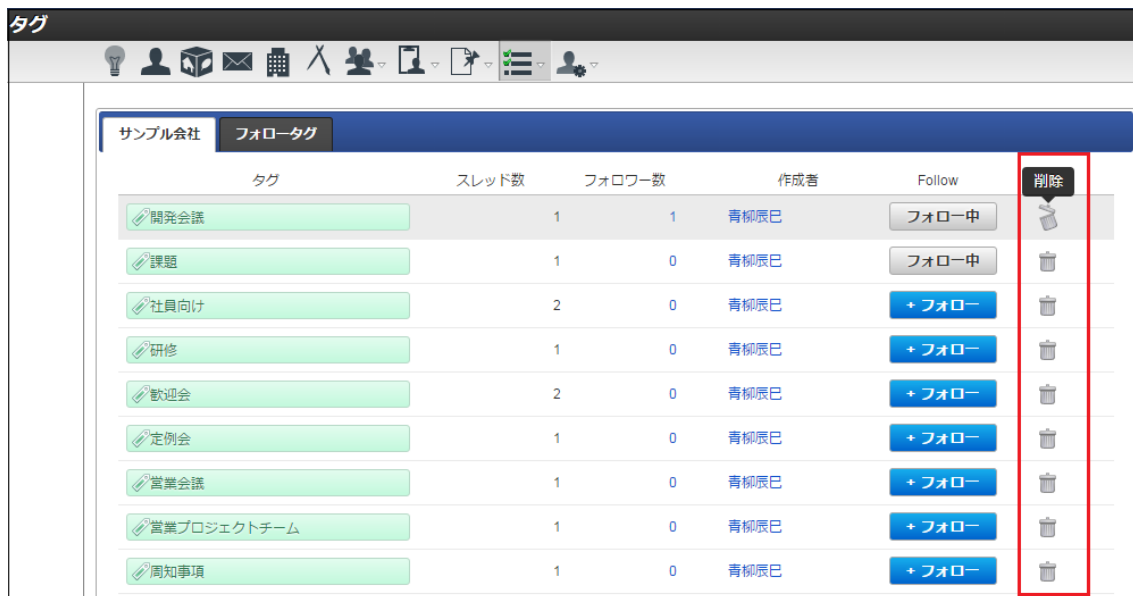 タグ
サンプル会社 フォロータグ
タグ スレッド数 フォロワー数 作成者 Follow 削除
開発会議 1 1 青柳辰巳 フォロー中
課題 1 0 青柳辰巳 フォロー中
社員向け 2 0 青柳辰巳 + フォロー
研修 1 0 青柳辰巳 + フォロー
歓迎会 2 0 青柳辰巳 + フォロー
定例会 1 0 青柳辰巳 + フォロー
営業会議 1 0 青柳辰巳 + フォロー
営業プロジェクトチーム 1 0 青柳辰巳 + フォロー
周知事項 1 0 青柳辰巳 + フォロー